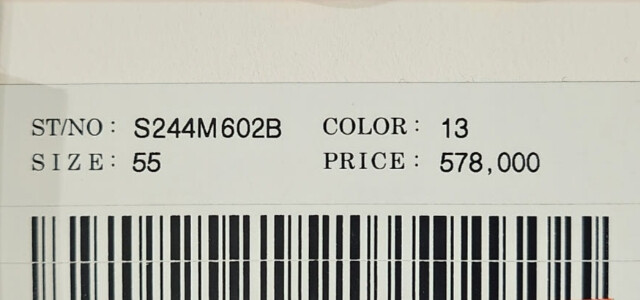 ST/NO : S244M602B COLOR : 13
SIZE : 55 PRICE : 578,000